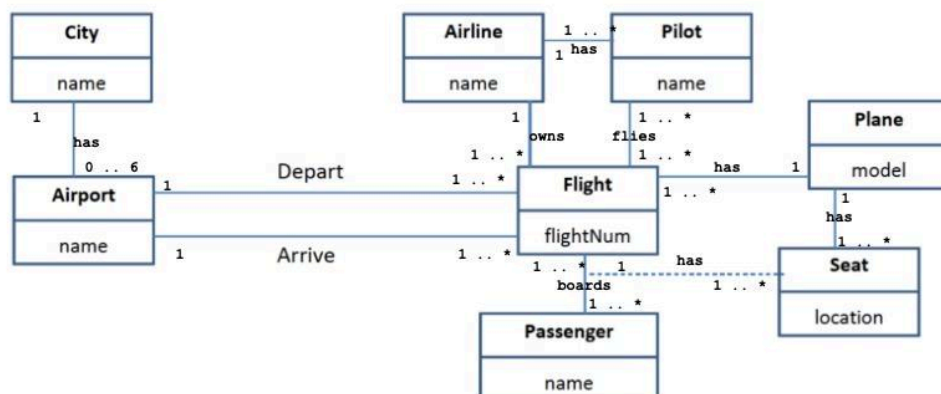 City
name
1
has
0 .. 6
Airport
name
Airline
name
1 .. *
1 has
Pilot
name
1
owns
1 .. *
1 .. *
flies
1 .. *
Plane
model
Depart
1
1 .. *
Arrive
1
1 .. *
Flight
flightNum
has
1
1 .. *
1
has
1 .. *
Seat
location
1 .. *
boards
1 .. *
1
has
1 .. *
Passenger
name